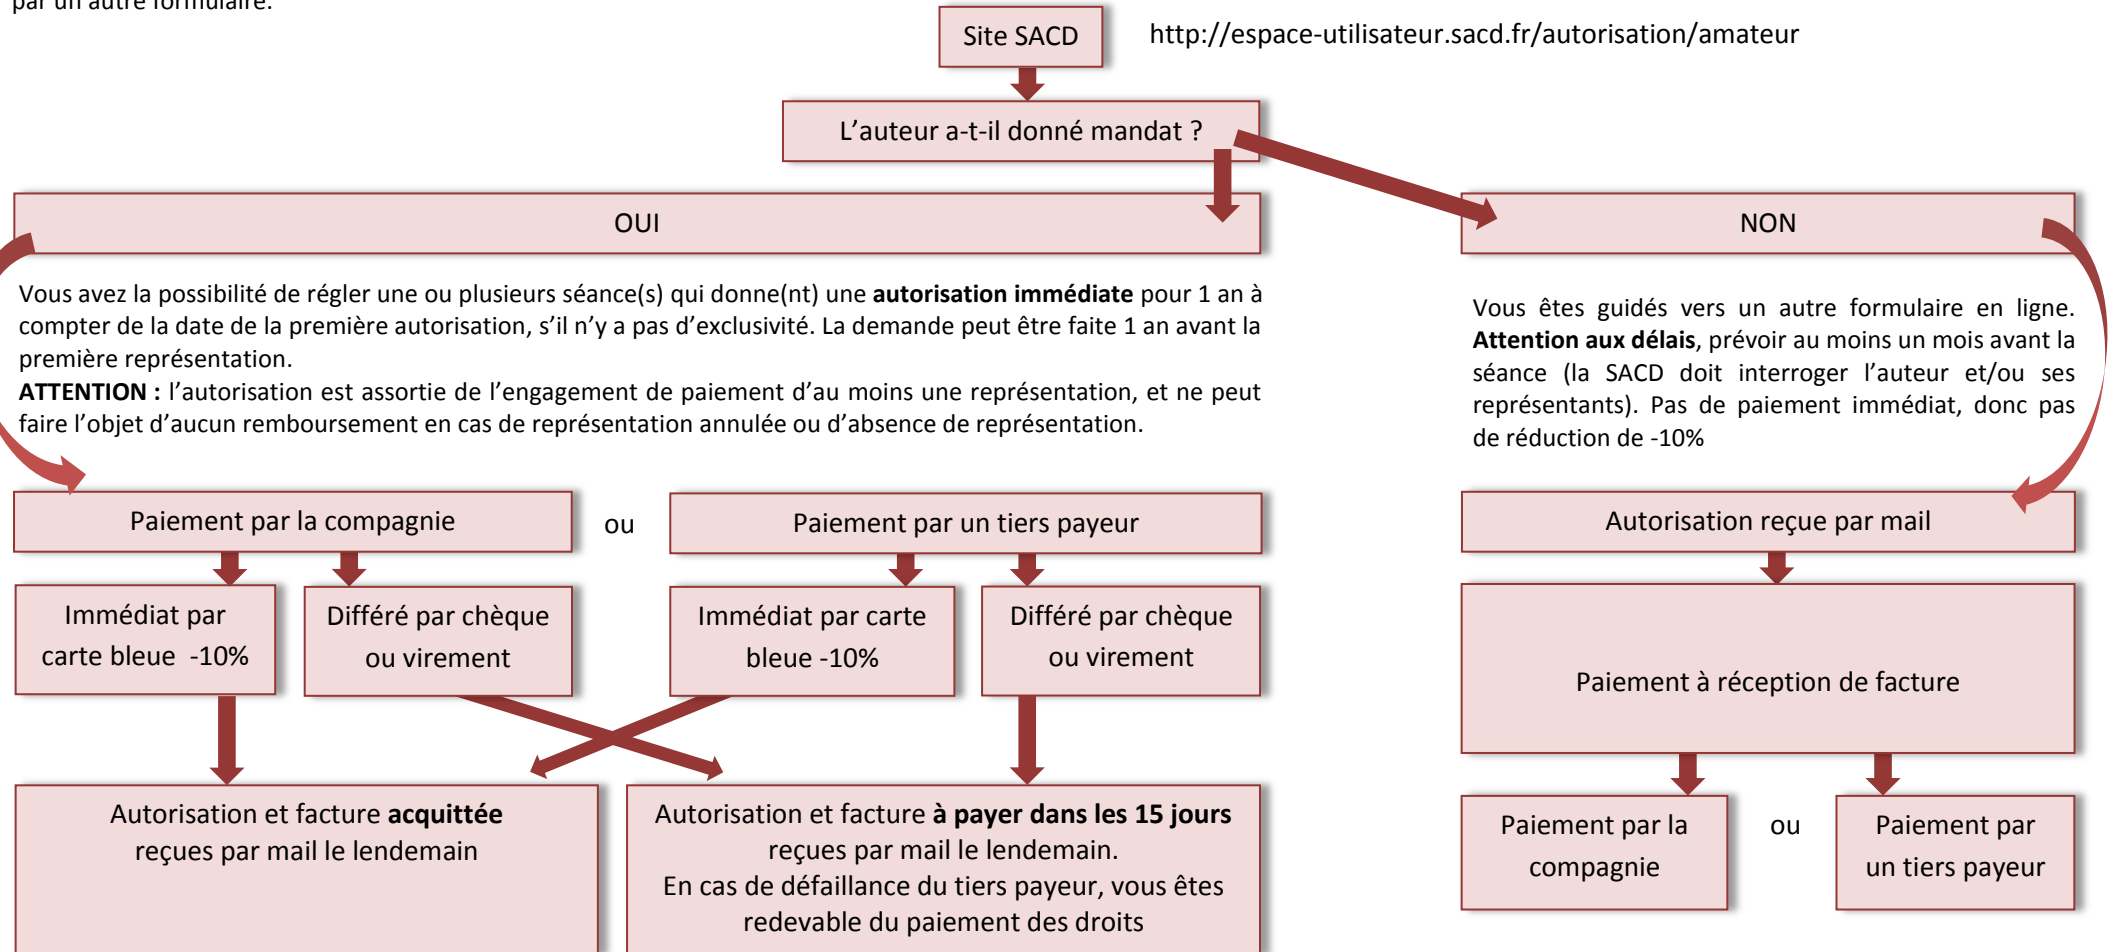 par un autre formulaire.
Site SACD
http://espace-utilisateur.sacd.fr/autorisation/amateur
L’auteur a-t-il donné mandat ?
OUI
NON
Vous avez la possibilité de régler une ou plusieurs séance(s) qui donne(nt) une autorisation immédiate pour 1 an à
compter de la date de la première autorisation, s’il n’y a pas d’exclusivité. La demande peut être faite 1 an avant la
première représentation.
ATTENTION : l’autorisation est assortie de l’engagement de paiement d’au moins une représentation, et ne peut
faire l’objet d’aucun remboursement en cas de représentation annulée ou d’absence de représentation.
Vous êtes guidés vers un autre formulaire en ligne.
Attention aux délais, prévoir au moins un mois avant la
séance (la SACD doit interroger l’auteur et/ou ses
représentants). Pas de paiement immédiat, donc pas
de réduction de -10%
Paiement par la compagnie
ou
Paiement par un tiers payeur
Autorisation reçue par mail
Immédiat par
carte bleue -10%
Différé par chèque
ou virement
Immédiat par carte
bleue -10%
Différé par chèque
ou virement
Paiement à réception de facture
Autorisation et facture acquittée
reçues par mail le lendemain
Autorisation et facture à payer dans les 15 jours
reçues par mail le lendemain.
En cas de défaillance du tiers payeur, vous êtes
redevable du paiement des droits
Paiement par la
compagnie
ou
Paiement par
un tiers payeur